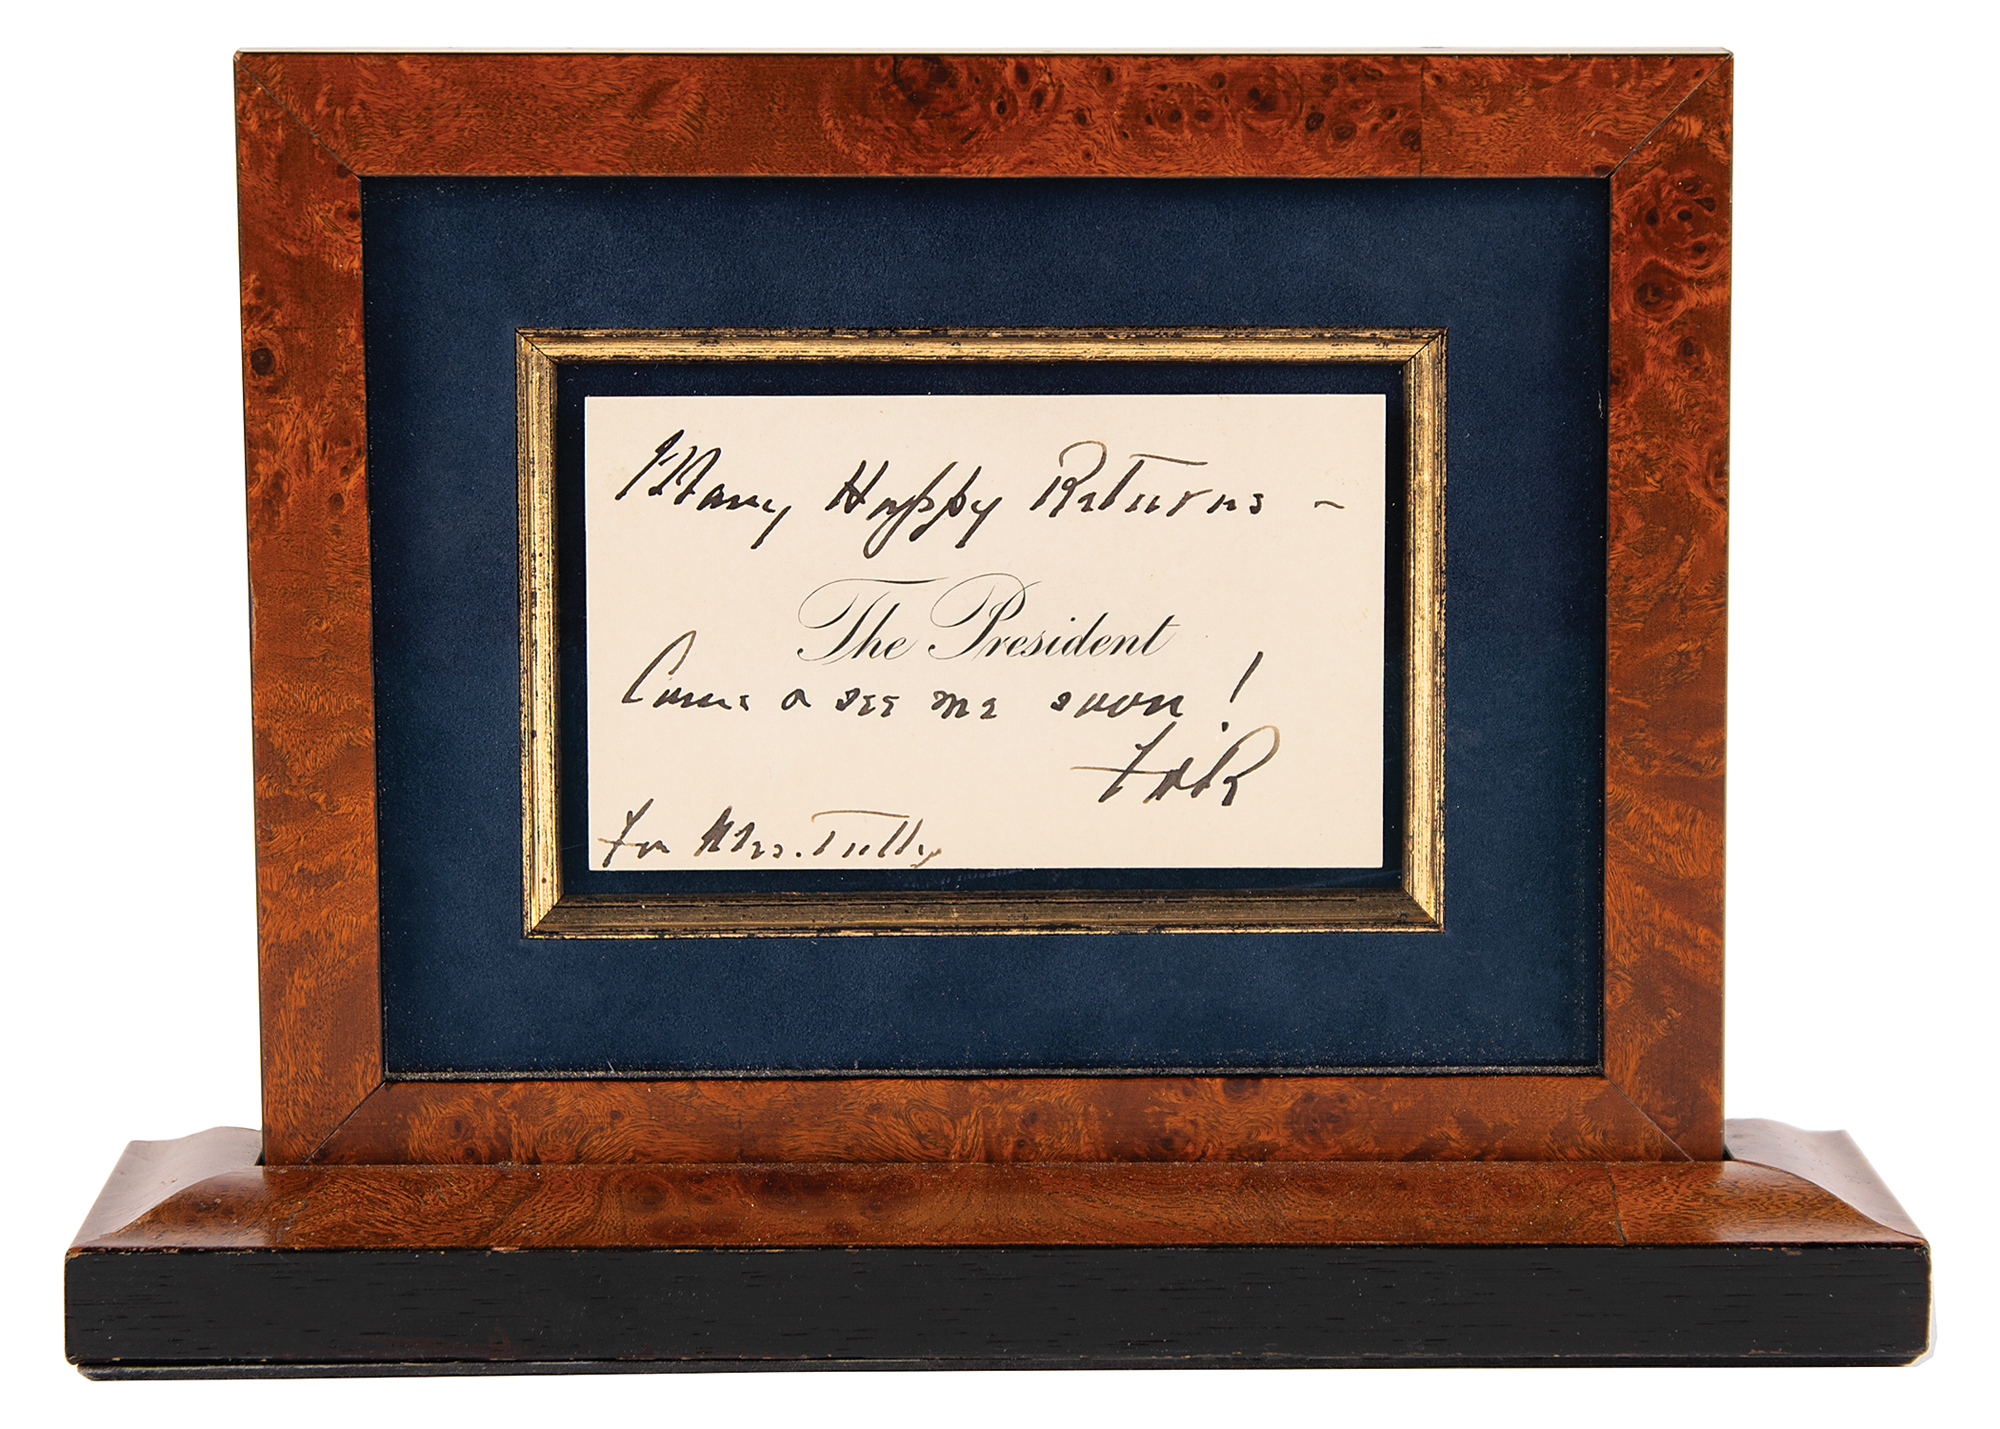 Many Happy Returns –
The President
Come & see me soon!
FDR
For Mrs. Tully